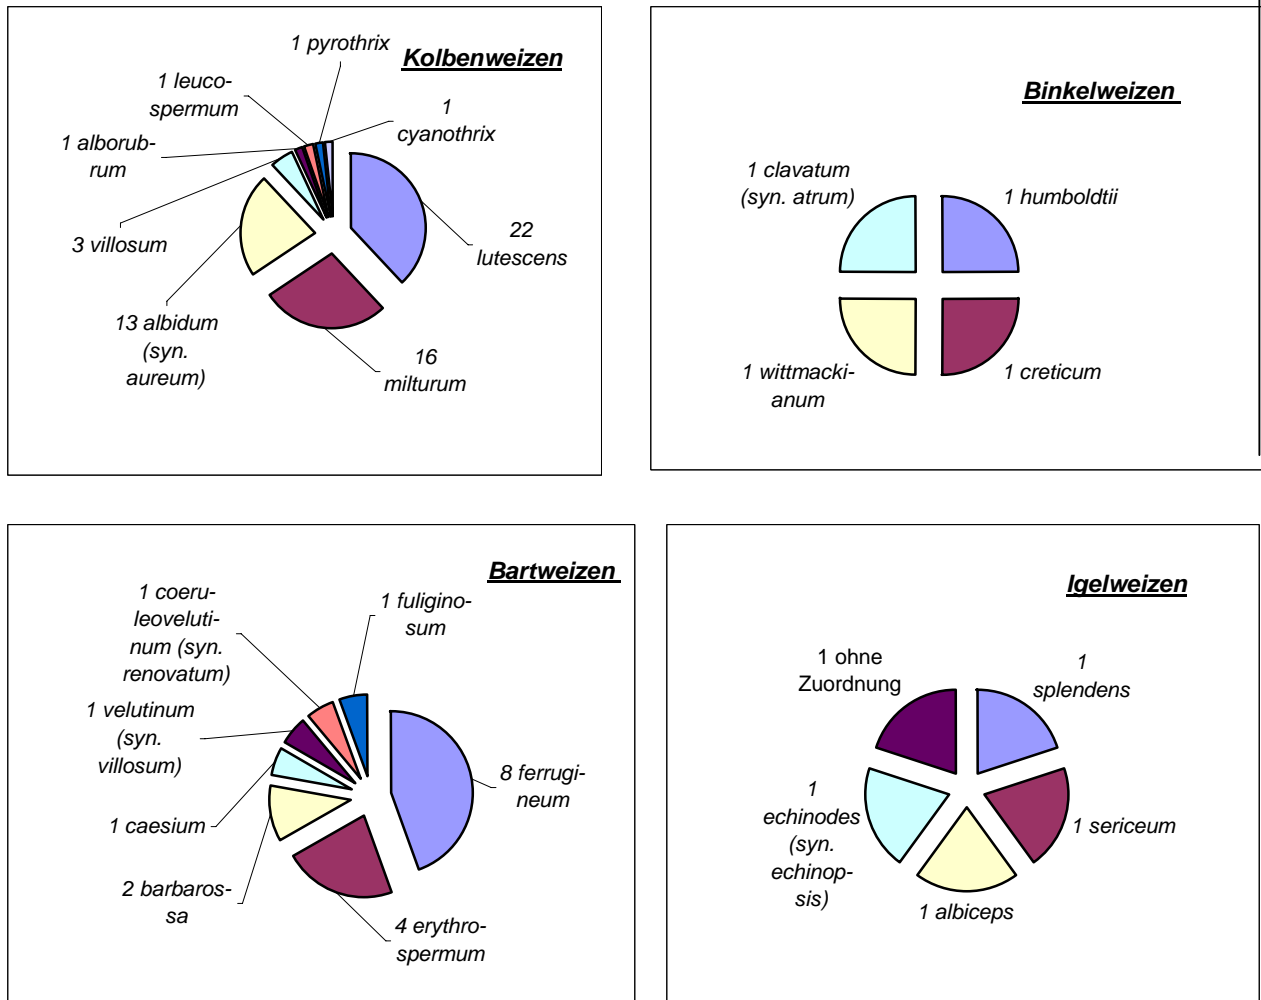 Kolbenweizen
1 pyrothrix
1 leuco-
spermum
1
cyanothrix
1 alborub-
rum
3 villosum
22
lutescens
13 albidum
(syn.
aureum)
16
milturum
Binkelweizen
1 clavatum
(syn. atrum)
1 humboldtii
1 wittmacki-
anum
1 creticum
Bartweizen
1 coeru-
leoveluti-
num (syn.
renovatum)
1 fuligino-
sum
1 velutinum
(syn.
villosum)
8 ferrugi-
neum
1 caesium
2 barbaros-
sa
4 erythro-
spermum
Igelweizen
1 ohne
Zuordnung
1
splendens
1
echinodes
(syn.
echinop-
sis)
1 sericeum
1 albiceps